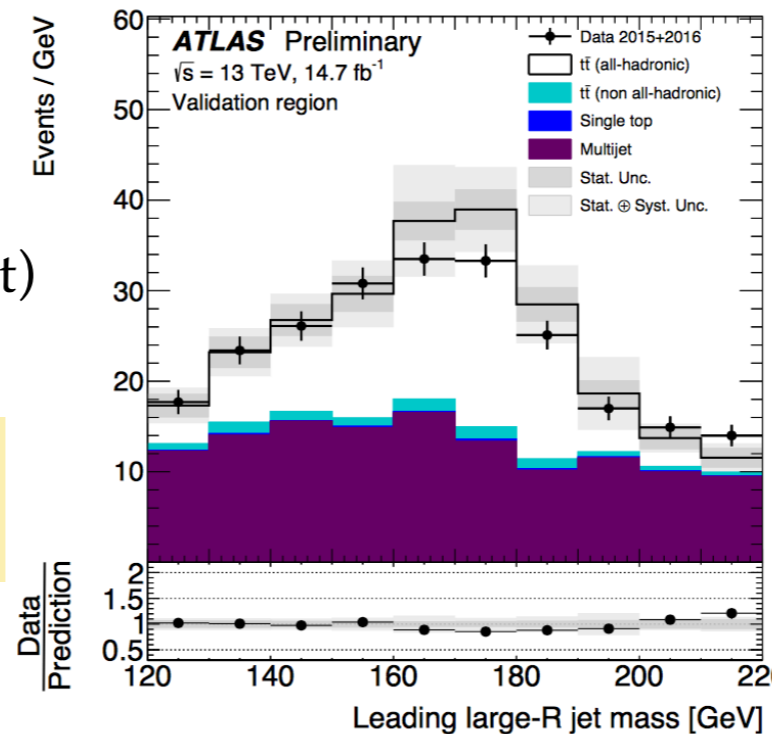 60
50
40
30
20
10
Events / GeV
ATLAS Preliminary
√s = 13 TeV, 14.7 fb⁻¹
Validation region
Data 2015+2016
tt̄ (all-hadronic)
tt̄ (non all-hadronic)
Single top
Multijet
Stat. Unc.
Stat. ⊕ Syst. Unc.
t)
Data
Prediction
2
1.5
1
0.5
120 140 160 180 200 220
Leading large-R jet mass [GeV]